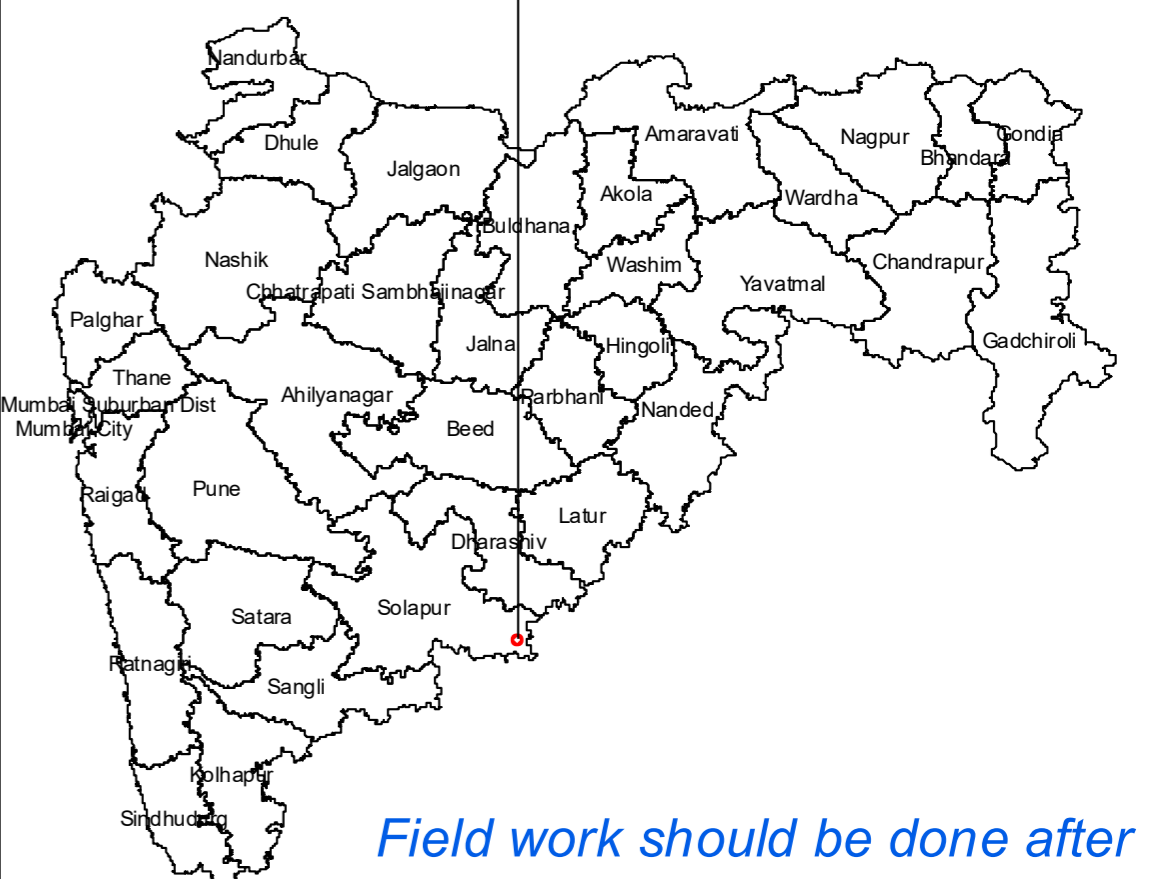 Nandurbar
Dhule
Jalgaon
Amaravati
Nagpur
Gondia
Bhandara
Akola
Wardha
Buldhana
Nashik
Washim
Chandrapur
Yavatmal
Chhatrapati Sambhajinagar
Palghar
Jalna
Hingoli
Gadchiroli
Thane
Ahilyanagar
Parbhani
Mumbai Suburban Dist
Nanded
Mumbai City
Beed
Raigad
Pune
Latur
Dharashiv
Solapur
Satara
Ratnagiri
Sangli
Kolhapur
Sindhudurg
Field work should be done after